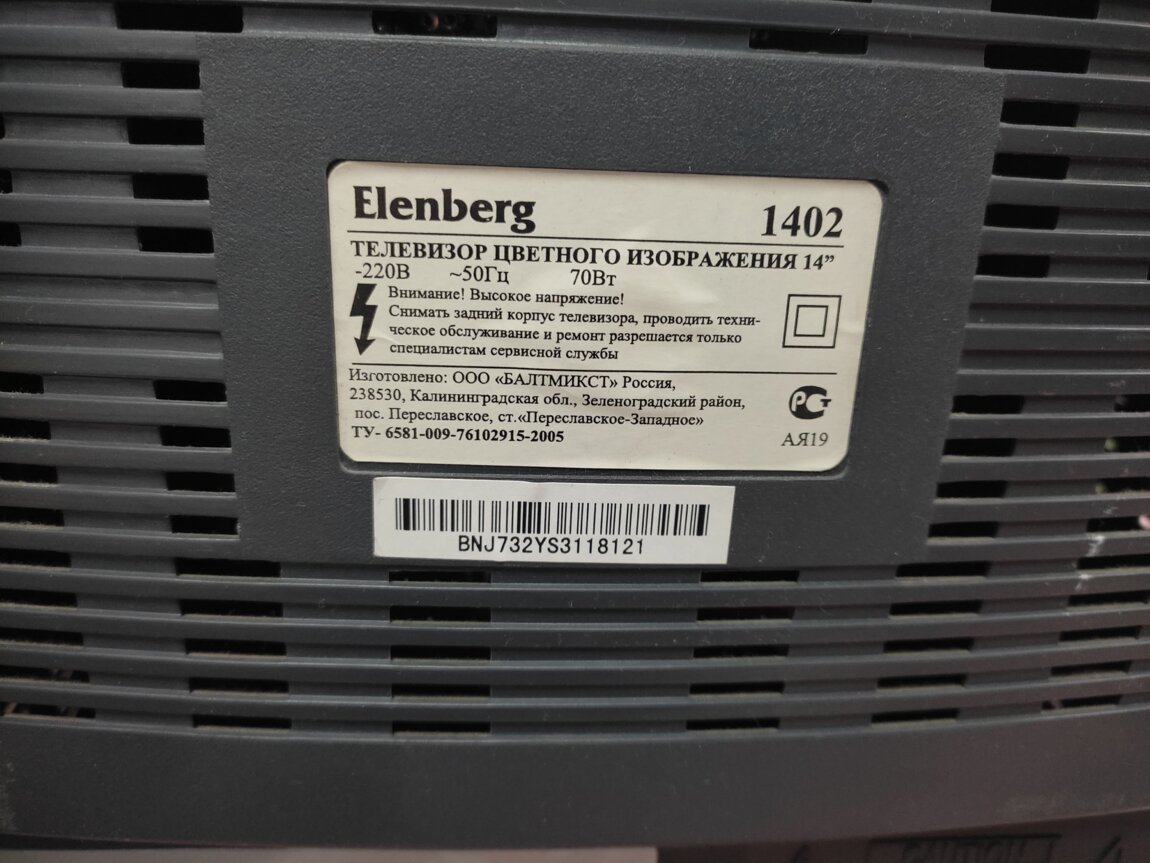 Elenberg 1402
ТЕЛЕВИЗОР ЦВЕТНОГО ИЗОБРАЖЕНИЯ 14”
-220В ~50Гц 70Вт
Внимание! Высокое напряжение!
Снимать задний корпус телевизора, проводить техни-
ческое обслуживание и ремонт разрешается только
специалистам сервисной службы
Изготовлено: ООО «БАЛТМИКСТ» Россия,
238530, Калининградская обл., Зеленоградский район,
пос. Переславское, ст.«Переславское-Западное»
ТУ- 6581-009-76102915-2005
РСТ
АЯ19
BNJ732YS3118121
CAUTION